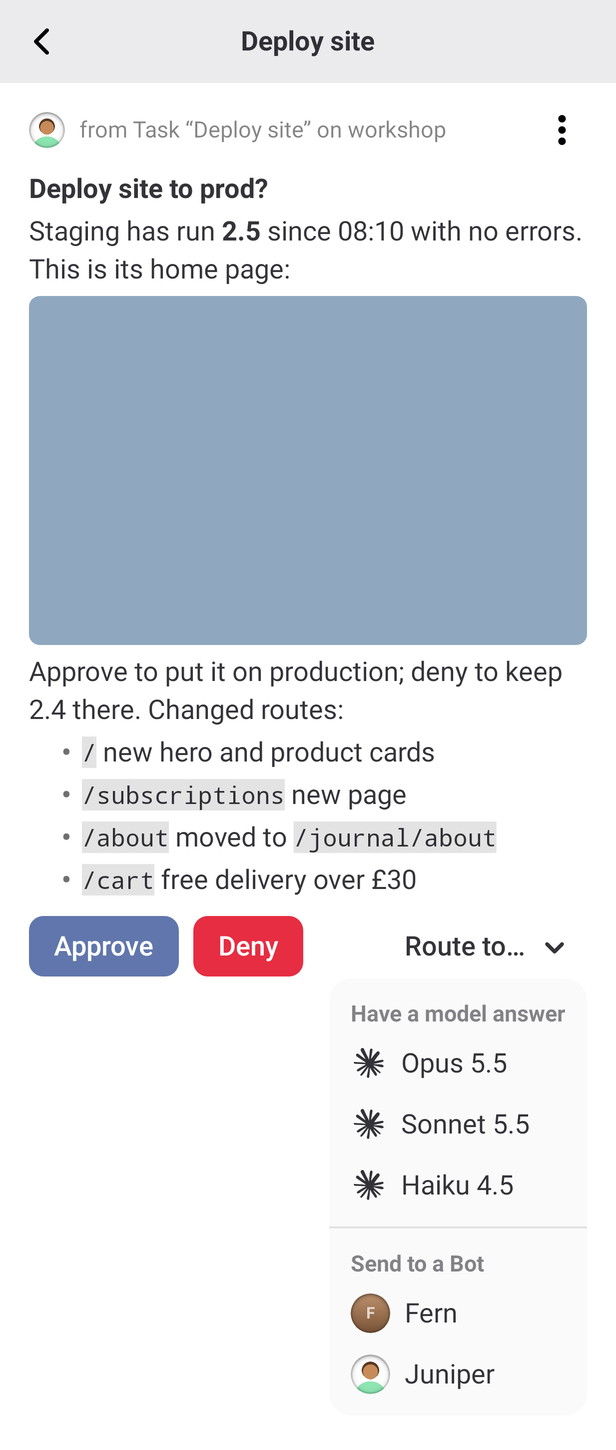 Deploy site
from Task “Deploy site” on workshop
Deploy site to prod?
Staging has run 2.5 since 08:10 with no errors.
This is its home page:
Approve to put it on production; deny to keep
2.4 there. Changed routes:
• / new hero and product cards
• /subscriptions new page
• /about moved to /journal/about
• /cart free delivery over £30
Approve
Deny
Route to...
Have a model answer
Opus 5.5
Sonnet 5.5
Haiku 4.5
Send to a Bot
F
Fern
Juniper